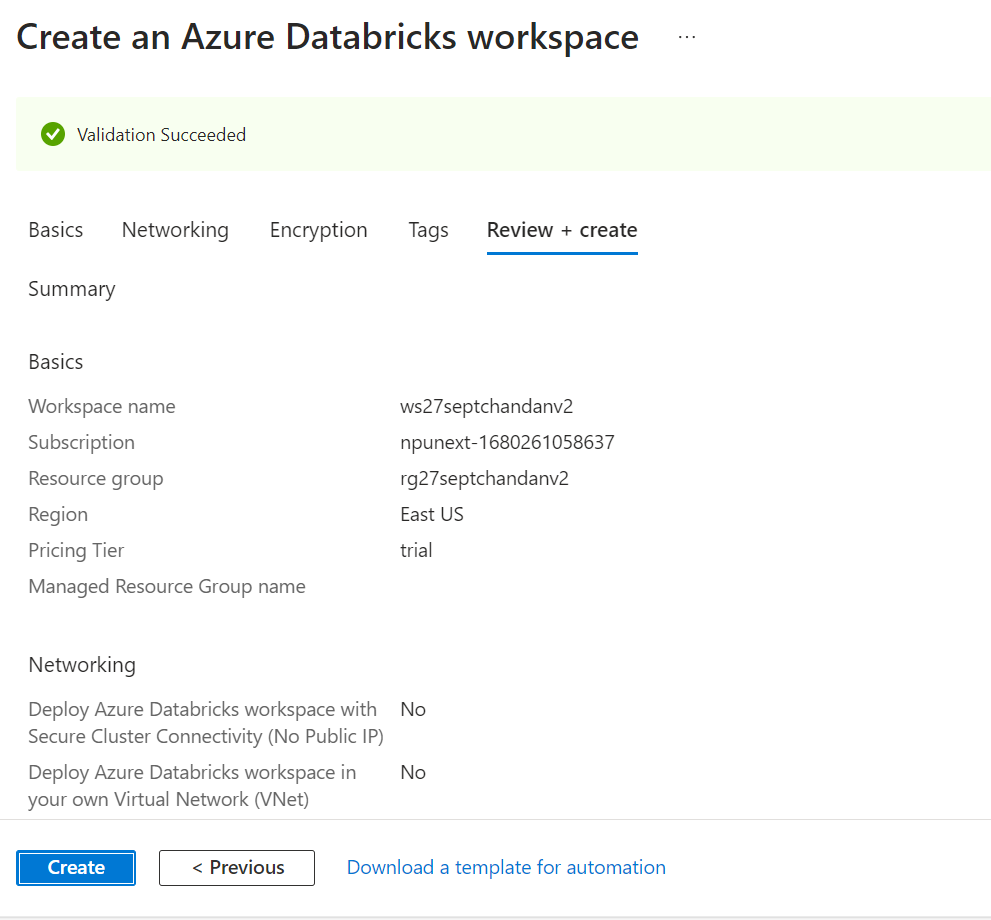 Create an Azure Databricks workspace ...
Validation Succeeded
Basics Networking Encryption Tags Review + create
Summary
Basics
Workspace name ws27septchandanv2
Subscription npunext-1680261058637
Resource group rg27septchandanv2
Region East US
Pricing Tier trial
Managed Resource Group name
Networking
Deploy Azure Databricks workspace with No
Secure Cluster Connectivity (No Public IP)
Deploy Azure Databricks workspace in No
your own Virtual Network (VNet)
Create < Previous Download a template for automation